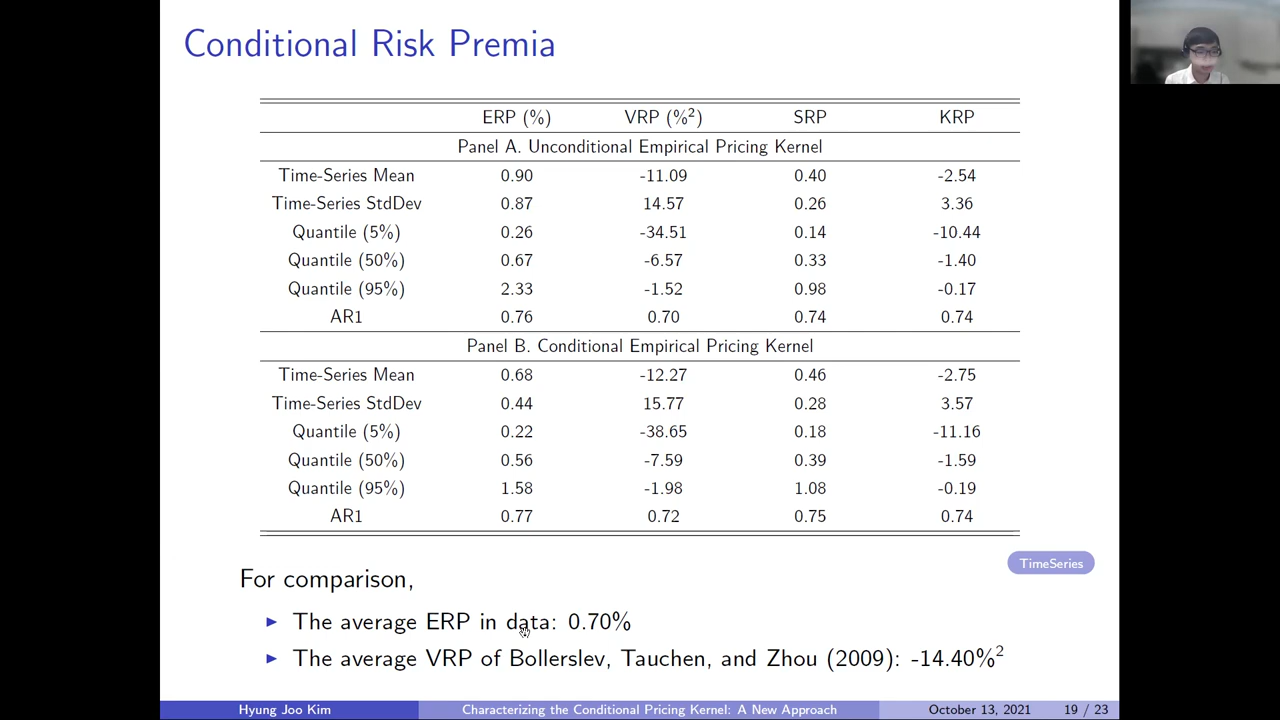 Conditional Risk Premia
ERP (%) VRP (%²) SRP KRP
Panel A. Unconditional Empirical Pricing Kernel
Time-Series Mean 0.90 -11.09 0.40 -2.54
Time-Series StdDev 0.87 14.57 0.26 3.36
Quantile (5%) 0.26 -34.51 0.14 -10.44
Quantile (50%) 0.67 -6.57 0.33 -1.40
Quantile (95%) 2.33 -1.52 0.98 -0.17
AR1 0.76 0.70 0.74 0.74
Panel B. Conditional Empirical Pricing Kernel
Time-Series Mean 0.68 -12.27 0.46 -2.75
Time-Series StdDev 0.44 15.77 0.28 3.57
Quantile (5%) 0.22 -38.65 0.18 -11.16
Quantile (50%) 0.56 -7.59 0.39 -1.59
Quantile (95%) 1.58 -1.98 1.08 -0.19
AR1 0.77 0.72 0.75 0.74
TimeSeries
For comparison,
▶ The average ERP in data: 0.70%
▶ The average VRP of Bollerslev, Tauchen, and Zhou (2009): -14.40%²
Hyung Joo Kim Characterizing the Conditional Pricing Kernel: A New Approach October 13, 2021 19 / 23